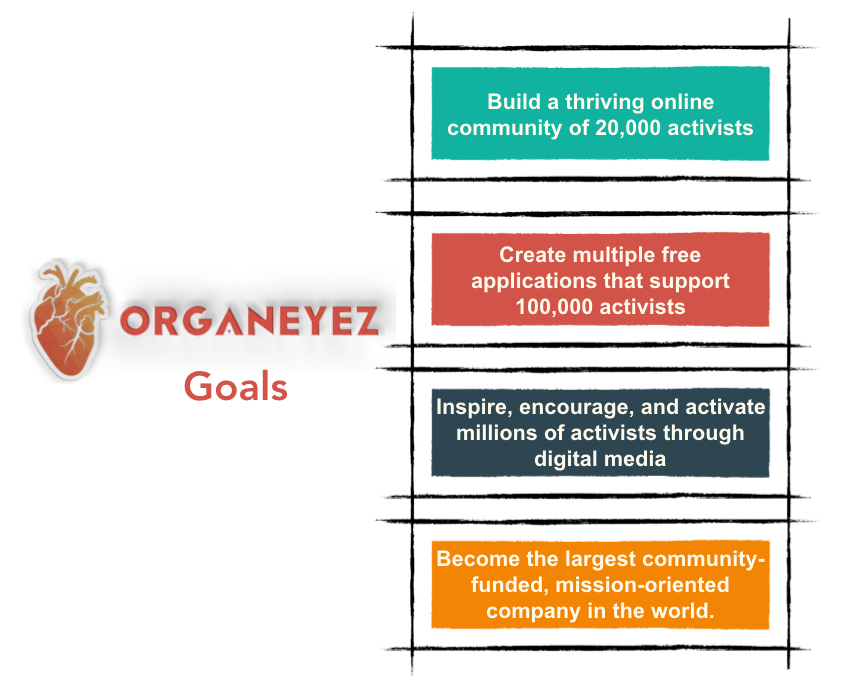 ORGANEYEZ
Goals
Build a thriving online
community of 20,000 activists
Create multiple free
applications that support
100,000 activists
Inspire, encourage, and activate
millions of activists through
digital media
Become the largest community-
funded, mission-oriented
company in the world.